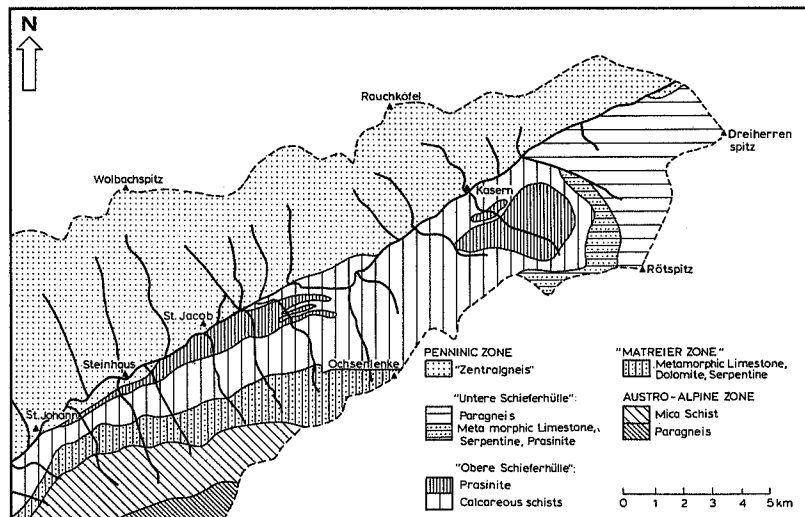 N
Rauchköfel
Dreiherren
spitz
Wolbachspitz
Kasern
Rötspitz
St. Jacob
Steinhaus
Ochsenlenke
St. Johann
PENNINIC ZONE
"Zentralgneis"
"Untere Schieferhülle":
Paragneis
Meta morphic Limestone,
Serpentine, Prasinite
"Obere Schieferhülle":
Prasinite
Calcareous schists
"MATREIER ZONE"
Metamorphic Limestone,
Dolomite, Serpentine
AUSTRO-ALPINE ZONE
Mica Schist
Paragneis
0 1 2 3 4 5 km